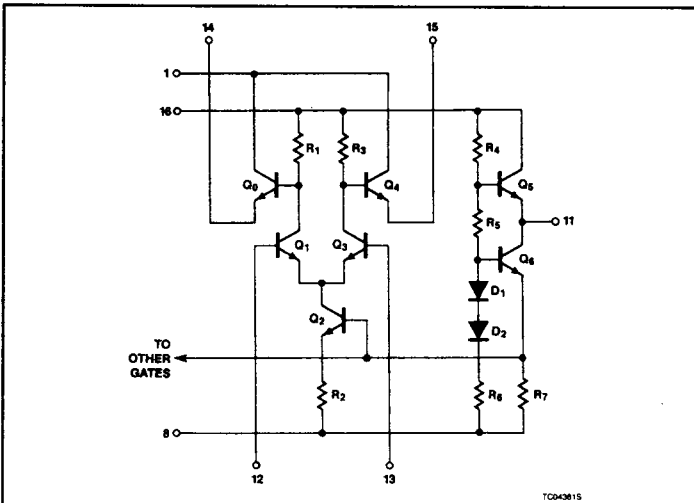 14 15
1
16
R1 R3 R4
Q0 Q4 Q5
R5 11
Q1 Q3 Q6
D1
Q2 D2
TO
OTHER
GATES
R2 R6 R7
8
12 13
TC04381S